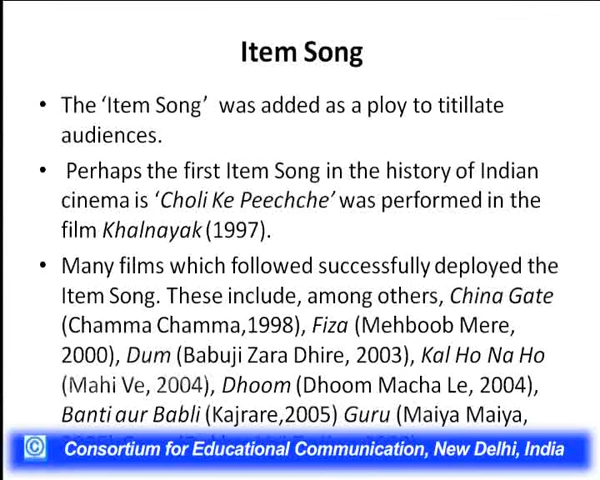 Item Song
• The ‘Item Song’ was added as a ploy to titillate
audiences.
• Perhaps the first Item Song in the history of Indian
cinema is ‘Choli Ke Peechche’ was performed in the
film Khalnayak (1997).
• Many films which followed successfully deployed the
Item Song. These include, among others, China Gate
(Chamma Chamma,1998), Fiza (Mehboob Mere,
2000), Dum (Babuji Zara Dhire, 2003), Kal Ho Na Ho
(Mahi Ve, 2004), Dhoom (Dhoom Macha Le, 2004),
Banti aur Babli (Kajrare,2005) Guru (Maiya Maiya,
© Consortium for Educational Communication, New Delhi, India